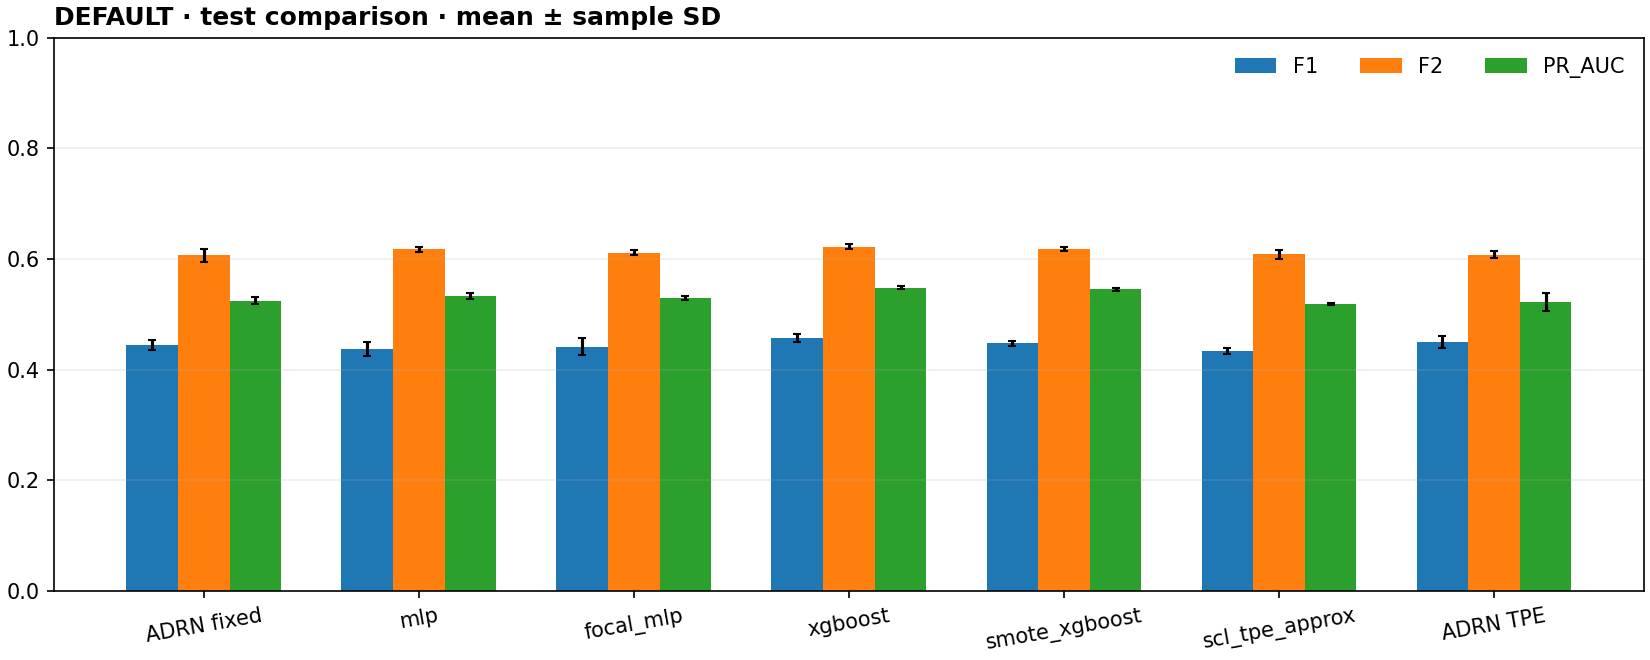 DEFAULT · test comparison · mean ± sample SD
F1 F2 PR_AUC
1.0
0.8
0.6
0.4
0.2
0.0
ADRN fixed mlp focal_mlp xgboost smote_xgboost scl_tpe_approx ADRN TPE